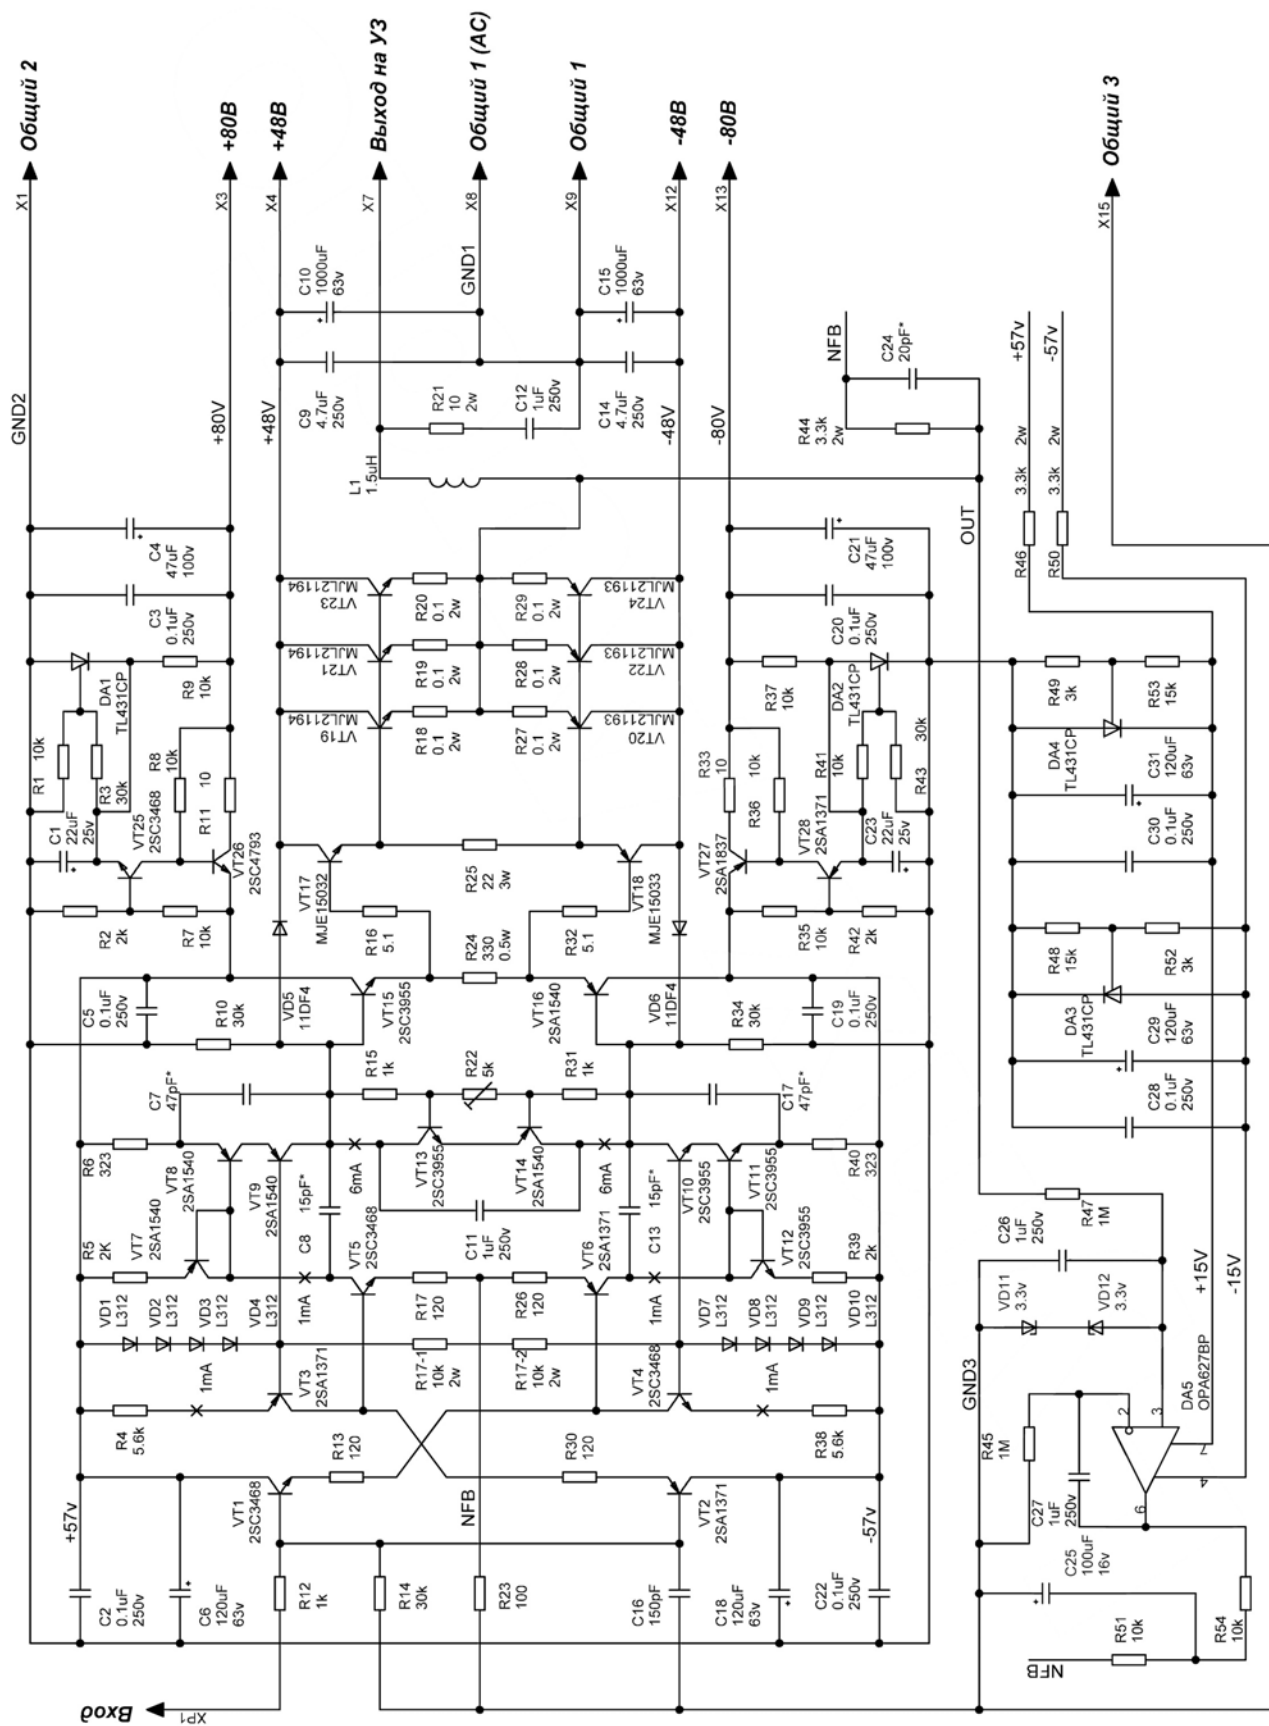 Общий 2
+80В
+48В
Выход на УЗ
Общий 1 (АС)
Общий 1
-48В
-80В
Общий 3
X1
X3
X4
X7
X8
X9
X12
X13
X15
GND2
+80V
+48V
GND1
-48V
-80V
C10
1000uF
63v
C15
1000uF
63v
C9
4.7uF
250v
R21
10
2w
C12
1uF
250v
C14
4.7uF
250v
L1
1.5uH
NFB
C24
20pF*
R44
3.3k
2w
+57v
-57v
R46
3.3k
2w
R50
3.3k
2w
OUT
C4
47uF
100v
C3
0.1uF
250v
DA1
TL431CP
R9
10k
R1
10k
R3
30k
R8
10k
R11
10
C1
22uF
25v
VT25
2SC3468
VT26
2SC4793
R2
2k
R7
10k
VT23
MJL21194
VT21
MJL21194
VT19
MJL21194
R20
0.1
2w
R19
0.1
2w
R18
0.1
2w
R29
0.1
2w
R28
0.1
2w
R27
0.1
2w
VT24
MJL21193
VT22
MJL21193
VT20
MJL21193
C21
47uF
100v
C20
0.1uF
250v
R37
10k
DA2
TL431CP
R33
10
R36
10k
R41
10k
R43
30k
VT27
2SA1837
VT28
2SA1371
C23
22uF
25v
R35
10k
R42
2k
VT17
MJE15032
R25
22
3w
VT18
MJE15033
R16
5.1
R24
330
0.5w
R32
5.1
VD5
11DF4
VD6
11DF4
C5
0.1uF
250v
R10
30k
VT15
2SC3955
VT16
2SA1540
R34
30k
C19
0.1uF
250v
R15
1k
R22
5k
R31
1k
C7
47pF*
C17
47pF*
R6
323
VT8
2SA1540
VT9
2SA1540
6mA
VT13
2SC3955
VT14
2SA1540
6mA
VT10
2SC3955
VT11
2SC3955
R40
323
C8
15pF*
C11
1uF
250v
C13
15pF*
R5
2K
VT7
2SA1540
1mA
VT5
2SC3468
R17
120
R26
120
VT6
2SA1371
1mA
VT12
2SC3955
R39
2k
VD1
L312
VD2
L312
VD3
L312
VD4
L312
R17-1
10k
2w
R17-2
10k
2w
VD7
L312
VD8
L312
VD9
L312
VD10
L312
R4
5.6k
1mA
VT3
2SA1371
VT4
2SC3468
1mA
R38
5.6k
R13
120
R30
120
+57v
VT1
2SC3468
NFB
VT2
2SA1371
-57v
C2
0.1uF
250v
C6
120uF
63v
R12
1k
R14
30k
R23
100
C16
150pF
C18
120uF
63v
C22
0.1uF
250v
Вход
XP1
R49
3k
R53
15k
DA4
TL431CP
C31
120uF
63v
C30
0.1uF
250v
R48
15k
R52
3k
DA3
TL431CP
C29
120uF
63v
C28
0.1uF
250v
C26
1uF
250v
R47
1M
VD11
3.3v
VD12
3.3v
+15V
-15V
GND3
R45
1M
C27
1uF
250v
C25
100uF
16v
DA5
OPA627BP
2
3
6
7
4
NFB
R51
10k
R54
10k